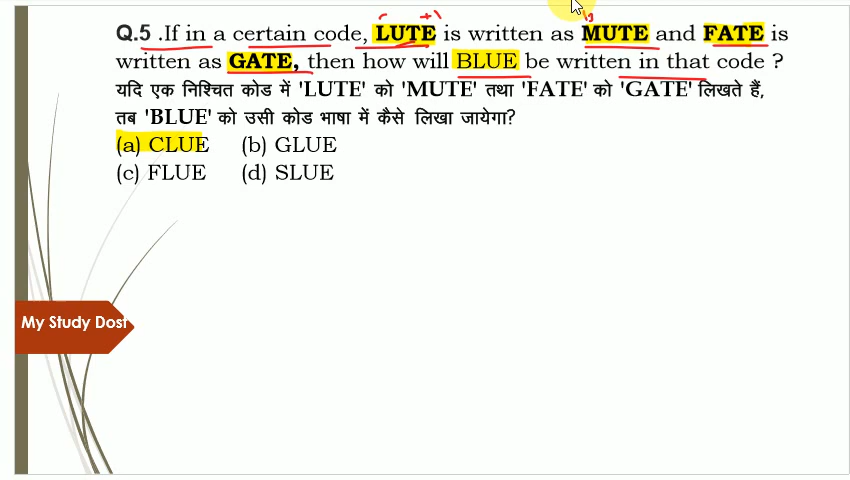 Q.5 .If in a certain code, LUTE is written as MUTE and FATE is
written as GATE, then how will BLUE be written in that code ?
यदि एक निश्चित कोड में 'LUTE' को 'MUTE' तथा 'FATE' को 'GATE' लिखते हैं,
तब 'BLUE' को उसी कोड भाषा में कैसे लिखा जायेगा?
(a) CLUE (b) GLUE
(c) FLUE (d) SLUE
My Study Dost